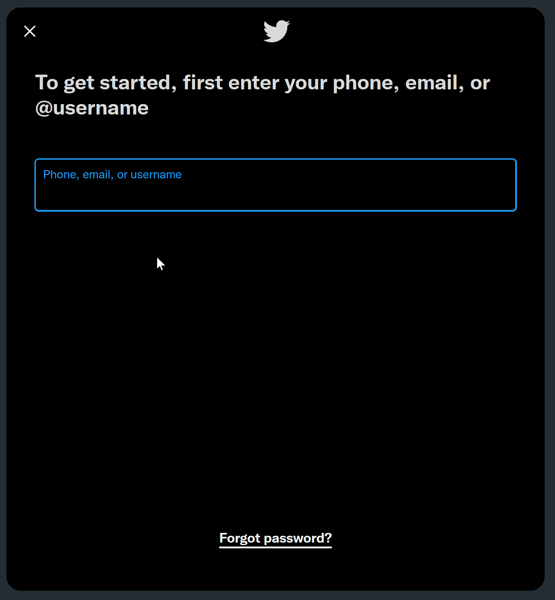 To get started, first enter your phone, email, or
@username
Phone, email, or username
Forgot password?